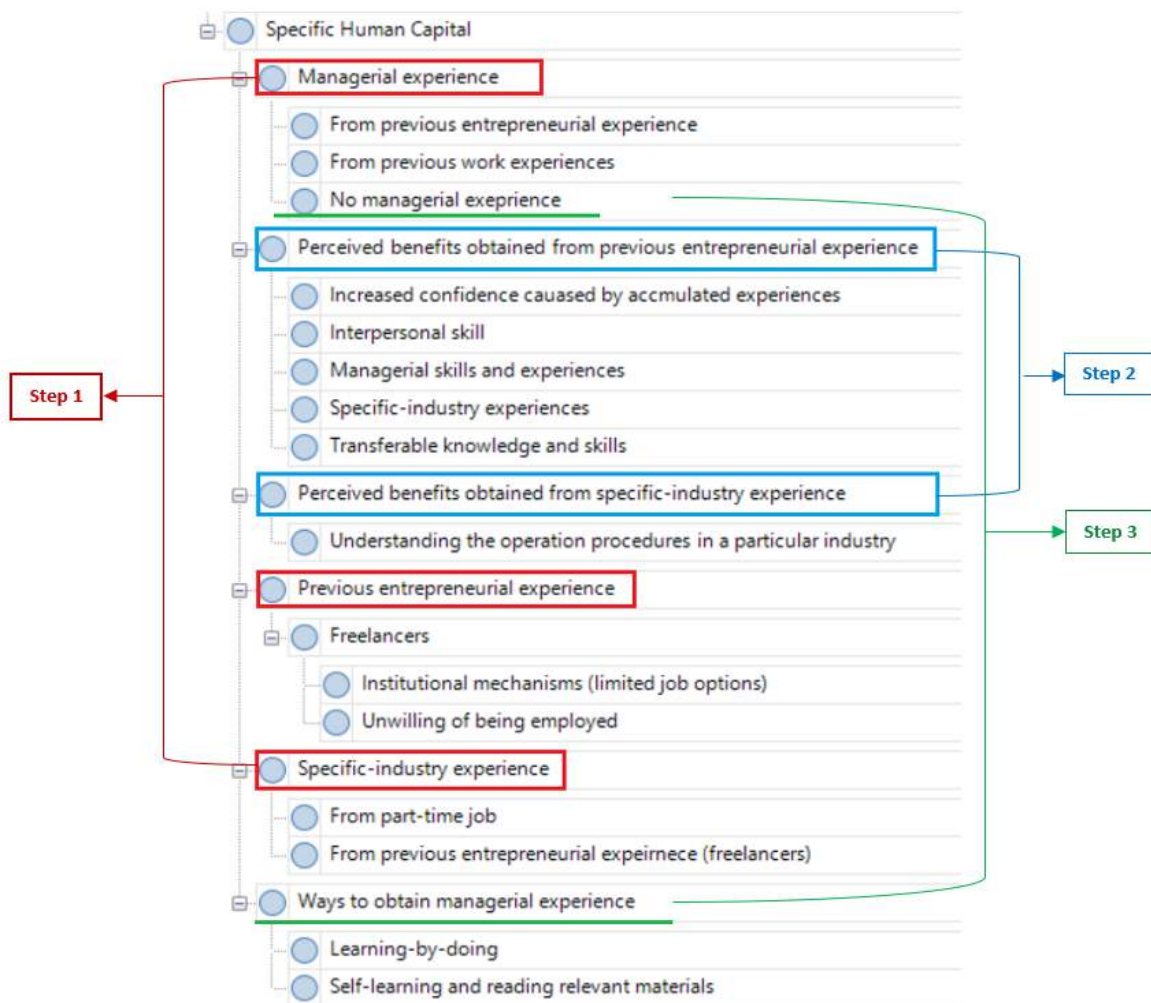 Specific Human Capital
Managerial experience
From previous entrepreneurial experience
From previous work experiences
No managerial exeprience
Perceived benefits obtained from previous entrepreneurial experience
Increased confidence cauased by accmulated experiences
Interpersonal skill
Managerial skills and experiences
Step 2
Step 1
Specific-industry experiences
Transferable knowledge and skills
Perceived benefits obtained from specific-industry experience
Step 3
Understanding the operation procedures in a particular industry
Previous entrepreneurial experience
Freelancers
Institutional mechanisms (limited job options)
Unwilling of being employed
Specific-industry experience
From part-time job
From previous entrepreneurial expeirnece (freelancers)
Ways to obtain managerial experience
Learning-by-doing
Self-learning and reading relevant materials